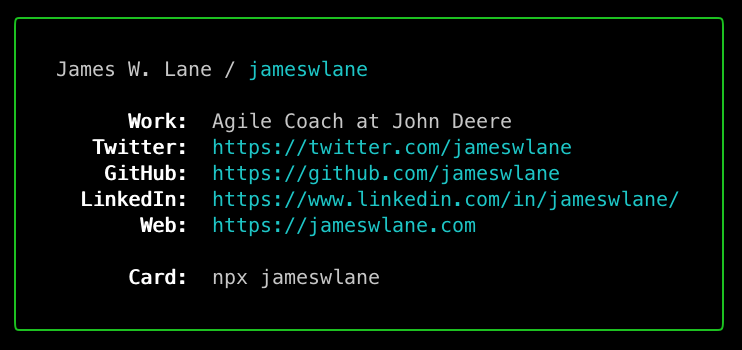 James W. Lane / jameswlane
Work: Agile Coach at John Deere
Twitter: https://twitter.com/jameswlane
GitHub: https://github.com/jameswlane
LinkedIn: https://www.linkedin.com/in/jameswlane/
Web: https://jameswlane.com
Card: npx jameswlane